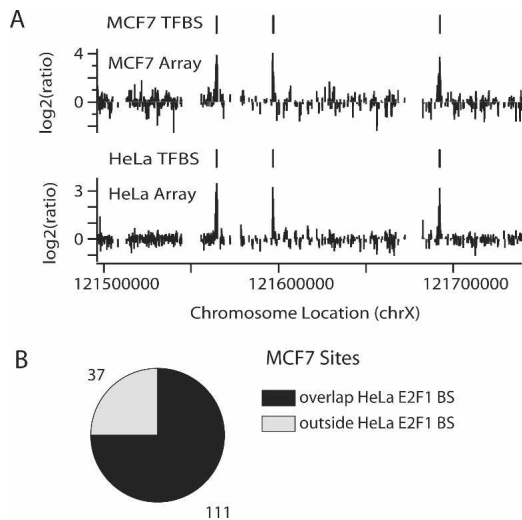 A
MCF7 TFBS
MCF7 Array
log2(ratio)
4
0
HeLa TFBS
HeLa Array
log2(ratio)
3
0
121500000 121600000 121700000
Chromosome Location (chrX)
B
MCF7 Sites
37
overlap HeLa E2F1 BS
outside HeLa E2F1 BS
111